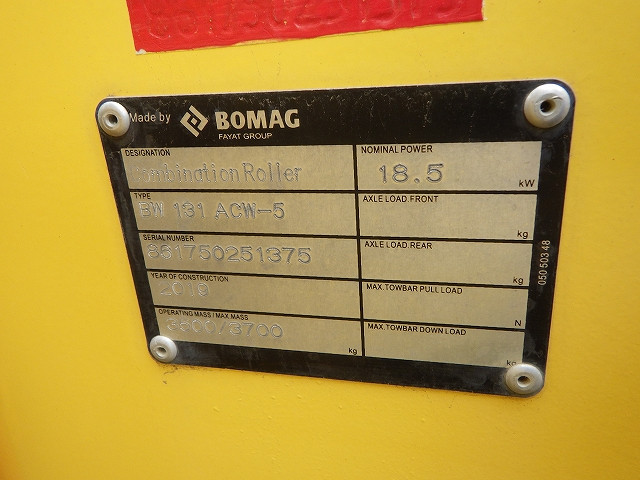 Made by BOMAG
FAYAT GROUP
DESIGNATION
Combination Roller
NOMINAL POWER
18.5 kW
TYPE
BW 131 ACW-5
AXLE LOAD.FRONT
kg
SERIAL NUMBER
861750251375
AXLE LOAD.REAR
kg
YEAR OF CONSTRUCTION
2019
MAX.TOWBAR PULL LOAD
N
OPERATING MASS / MAX.MASS
kg
MAX.TOWBAR DOWN LOAD
kg
050 503 48